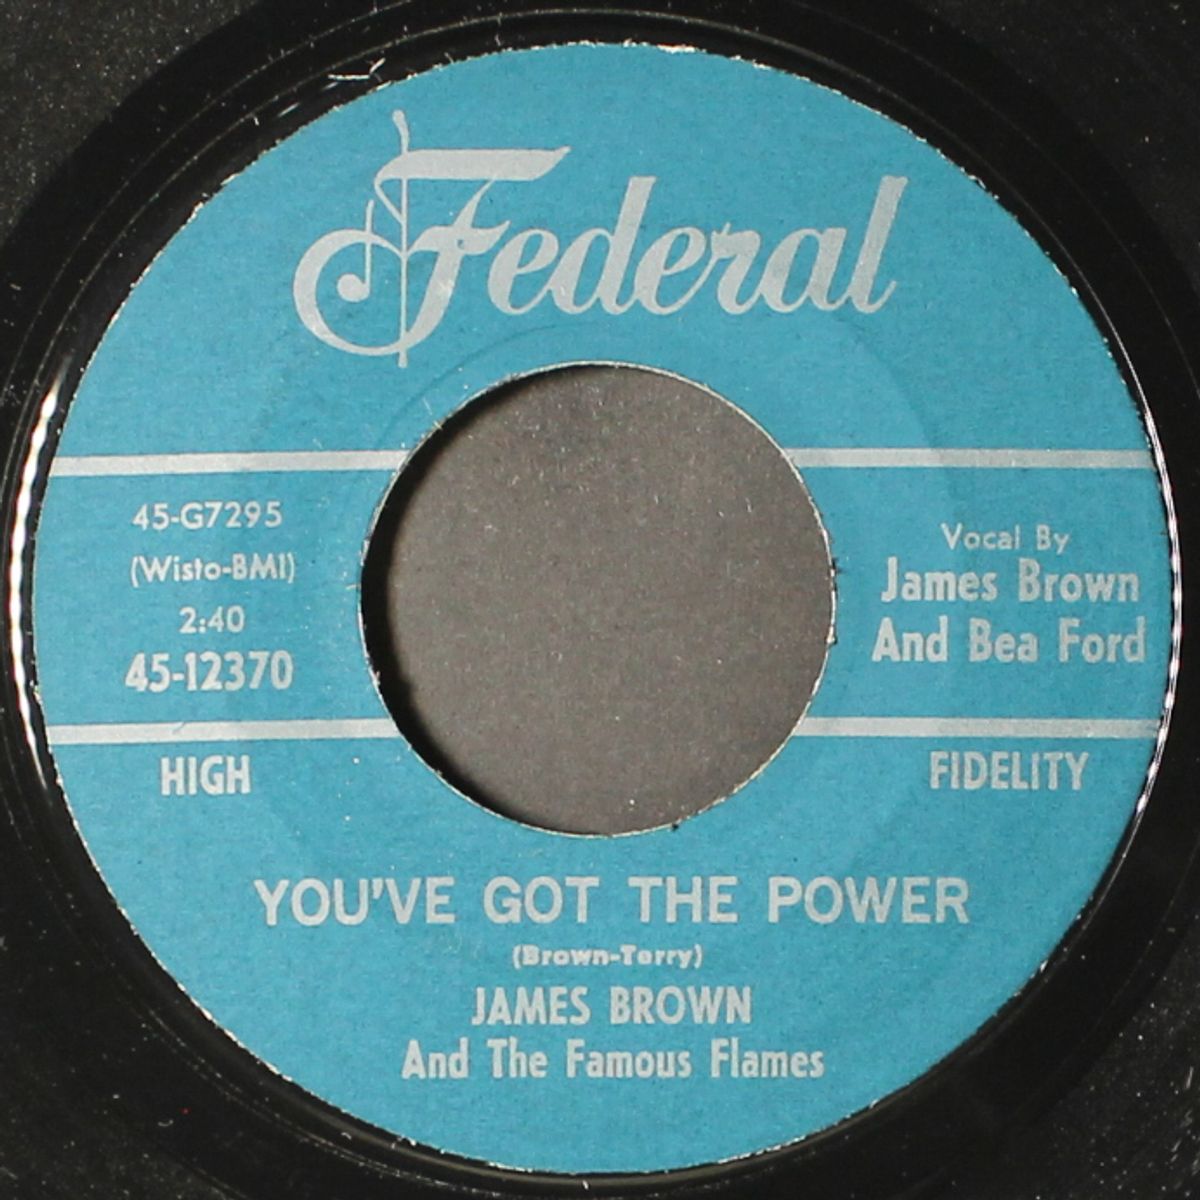 Federal
45-G7295
(Wisto-BMI)
2:40
45-12370
Vocal By
James Brown
And Bea Ford
HIGH
FIDELITY
YOU'VE GOT THE POWER
(Brown-Terry)
JAMES BROWN
And The Famous Flames